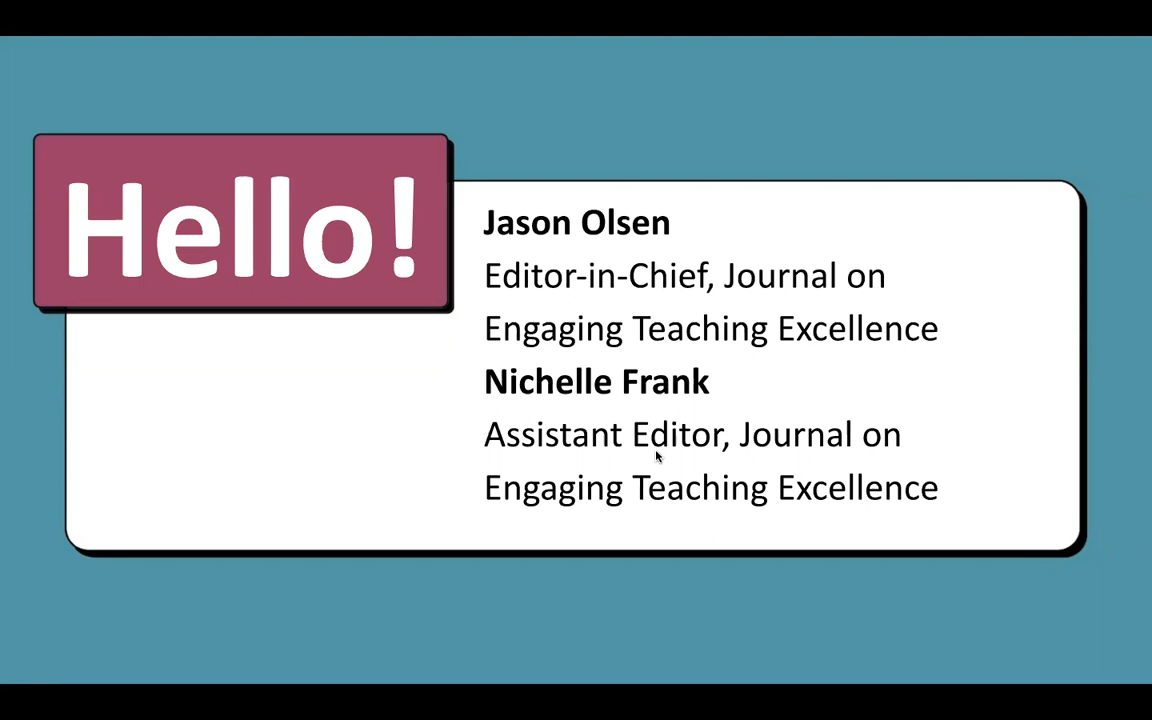 Hello!
Jason Olsen
Editor-in-Chief, Journal on
Engaging Teaching Excellence
Nichelle Frank
Assistant Editor, Journal on
Engaging Teaching Excellence